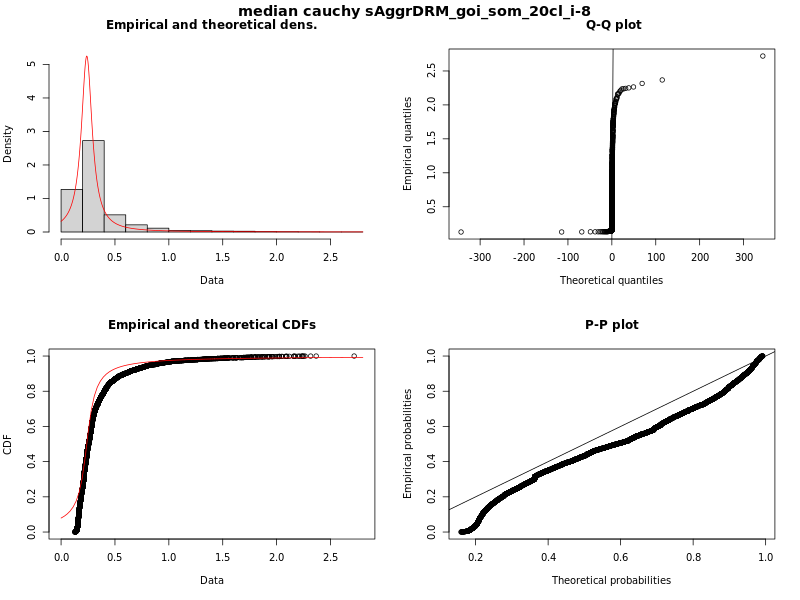 median cauchy sAggrDRM_goi_som_20cl_i-8
Empirical and theoretical dens.
Density
0 1 2 3 4 5
0.0 0.5 1.0 1.5 2.0 2.5
Data
Q-Q plot
Empirical quantiles
0.5 1.0 1.5 2.0 2.5
-300 -200 -100 0 100 200 300
Theoretical quantiles
Empirical and theoretical CDFs
CDF
0.0 0.2 0.4 0.6 0.8 1.0
0.0 0.5 1.0 1.5 2.0 2.5
Data
P-P plot
Empirical probabilities
0.0 0.2 0.4 0.6 0.8 1.0
0.2 0.4 0.6 0.8 1.0
Theoretical probabilities